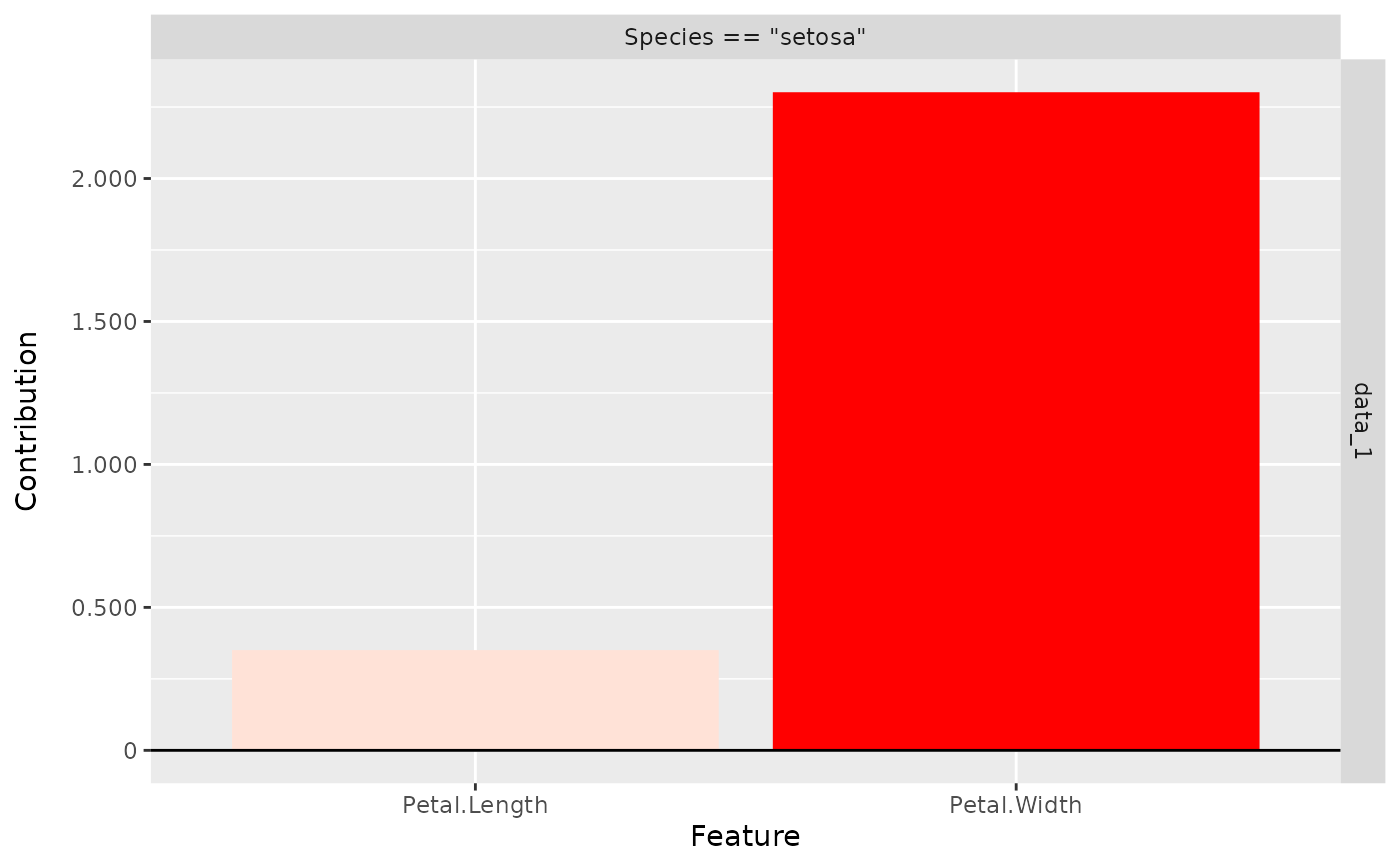 Species == "setosa"
Contribution
2.000
1.500
1.000
0.500
0
data_1
Petal.Length
Petal.Width
Feature